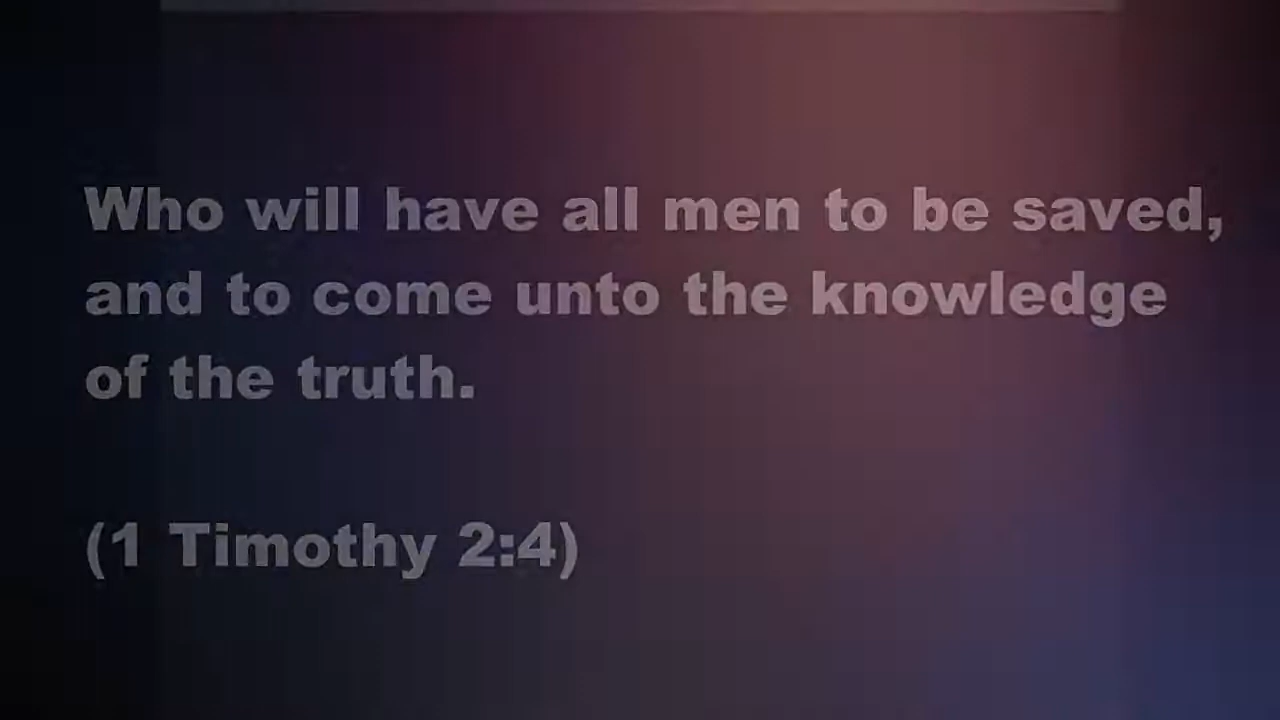 Who will have all men to be saved,
and to come unto the knowledge
of the truth.
(1 Timothy 2:4)